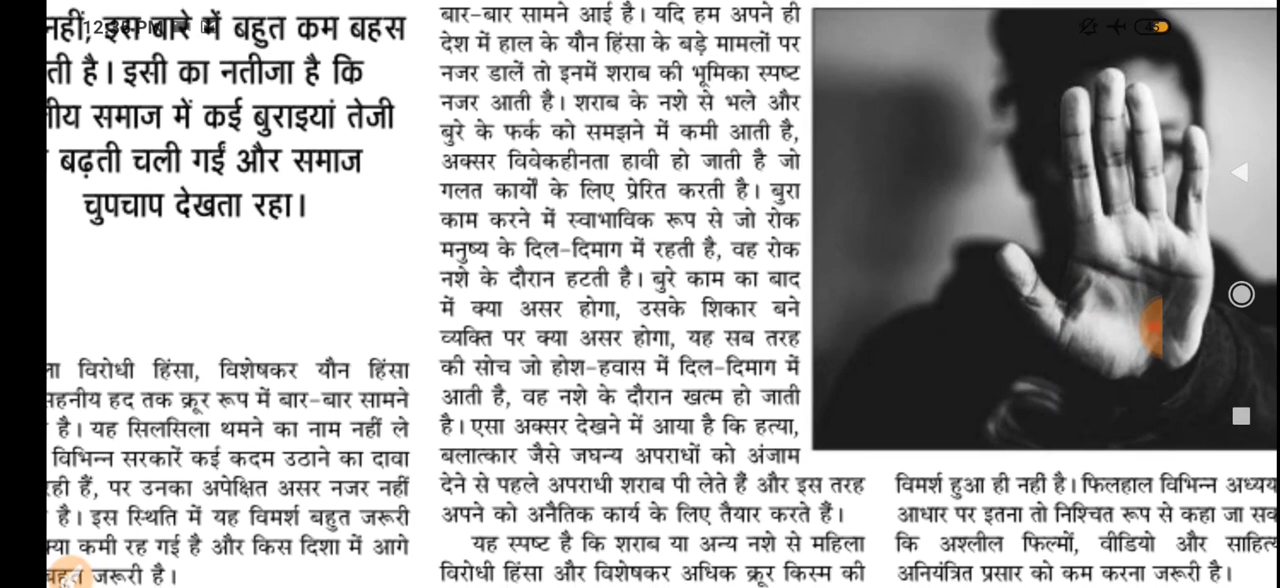 नहीं, इस बारे में बहुत कम बहस
ती है। इसी का नतीजा है कि
समाज में कई बुराइयां तेजी
बढ़ती चली गईं और समाज
चुपचाप देखता रहा।
विरोधी हिंसा, विशेषकर यौन हिंसा
हद तक क्रूर रूप में बार-बार सामने
है। यह सिलसिला थमने का नाम नहीं ले
विभिन्न सरकारें कई कदम उठाने का दावा
रही हैं, पर उनका अपेक्षित असर नजर नहीं
है। इस स्थिति में यह विमर्श बहुत जरूरी
क्या कमी रह गई है और किस दिशा में आगे
बहुत जरूरी है।
बार-बार सामने आई है। यदि हम अपने ही
देश में हाल के यौन हिंसा के बड़े मामलों पर
नजर डालें तो इनमें शराब की भूमिका स्पष्ट
नजर आती है। शराब के नशे से भले और
बुरे के फर्क को समझने में कमी आती है,
अक्सर विवेकहीनता हावी हो जाती है जो
गलत कार्यों के लिए प्रेरित करती है। बुरा
काम करने में स्वाभाविक रूप से जो रोक
मनुष्य के दिल-दिमाग में रहती है, वह रोक
नशे के दौरान हटती है। बुरे काम का बाद
में क्या असर होगा, उसके शिकार बने
व्यक्ति पर क्या असर होगा, यह सब तरह
की सोच जो होश-हवास में दिल-दिमाग में
आती है, वह नशे के दौरान खत्म हो जाती
है। एसा अक्सर देखने में आया है कि हत्या,
बलात्कार जैसे जघन्य अपराधों को अंजाम
देने से पहले अपराधी शराब पी लेते हैं और इस तरह
अपने को अनैतिक कार्य के लिए तैयार करते हैं।
यह स्पष्ट है कि शराब या अन्य नशे से महिला
विरोधी हिंसा और विशेषकर अधिक क्रूर किस्म की
विमर्श हुआ ही नहीं है। फिलहाल विभिन्न
आधार पर इतना तो निश्चित रूप से कहा जा
कि अश्लील फिल्मों, वीडियो और
अनियंत्रित प्रसार को कम करना जरूरी है।